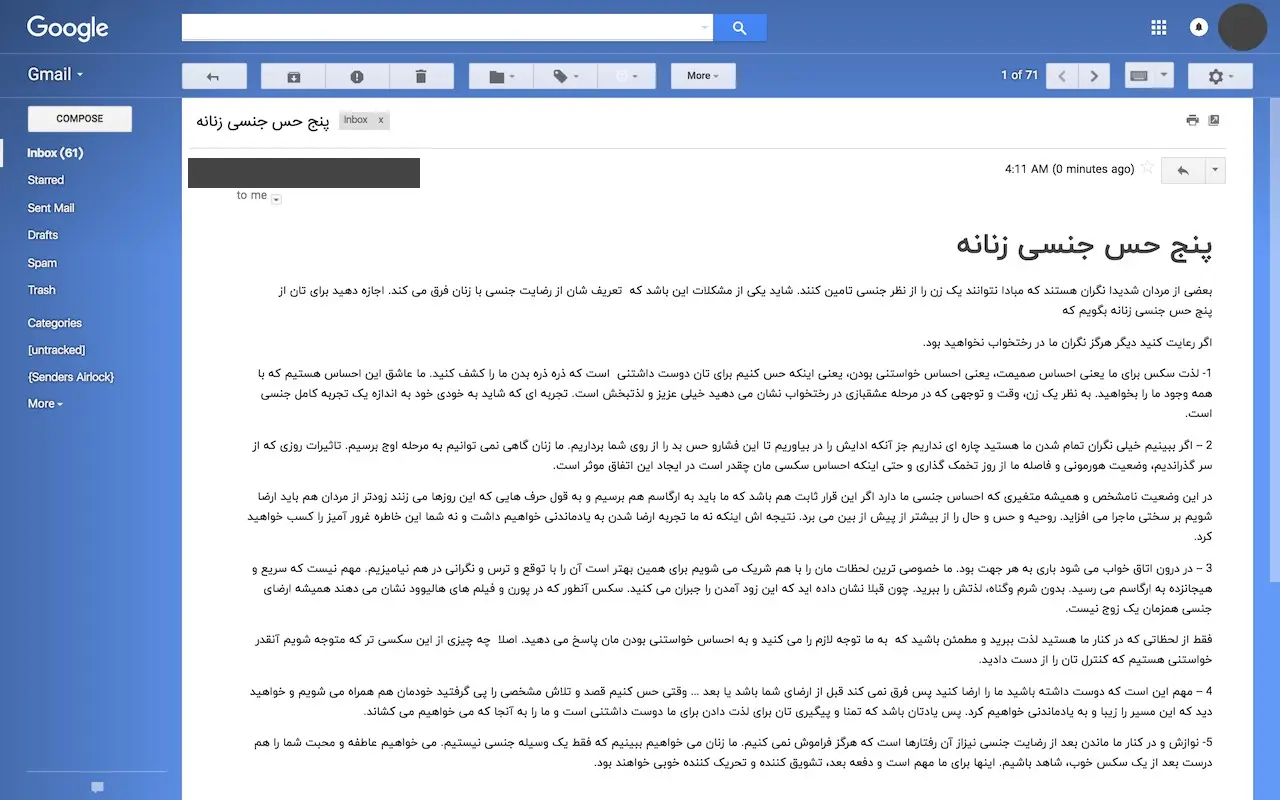 Google
Gmail
More
1 of 71
COMPOSE
Inbox (61)
Starred
Sent Mail
Drafts
Spam
Trash
Categories
[untracked]
{Senders Airlock}
More
پنج حس جنسی زنانه
Inbox x
4:11 AM (0 minutes ago)
to me
پنج حس جنسی زنانه
بعضی از مردان شدیدا نگران هستند که مبادا نتوانند یک زن را از نظر جنسی تامین کنند. شاید یکی از مشکلات این باشد که تعریف شان از رضایت جنسی با زنان فرق می کند. اجازه دهید برای تان از
پنج حس جنسی زنانه بگویم که
اگر رعایت کنید دیگر هرگز نگران ما در رختخواب نخواهید بود.
1- لذت سکس برای ما یعنی احساس صمیمت، یعنی احساس خواستنی بودن، یعنی اینکه حس کنیم برای تان دوست داشتنی است که ذره ذره بدن ما را کشف کنید. ما عاشق این احساس هستیم که با
همه وجود ما را بخواهید. به نظر یک زن، وقت و توجهی که در مرحله عشقبازی در رختخواب نشان می دهید خیلی عزیز و لذتبخش است. تجربه ای که شاید به خودی خود به اندازه یک تجربه کامل جنسی
است.
2 – اگر ببینیم خیلی نگران تمام شدن ما هستید چاره ای نداریم جز آنکه ادایش را در بیاوریم تا این فشارو حس بد را از روی شما برداریم. ما زنان گاهی نمی توانیم به مرحله اوج برسیم. تاثیرات روزی که از
سر گذراندیم، وضعیت هورمونی و فاصله ما از روز تخمک گذاری و حتی اینکه احساس سکسی مان چقدر است در ایجاد این اتفاق موثر است.
در این وضعیت نامشخص و همیشه متغیری که احساس جنسی ما دارد اگر این قرار ثابت هم باشد که ما باید به ارگاسم هم برسیم و به قول حرف هایی که این روزها می زنند زودتر از مردان هم باید ارضا
شویم بر سختی ماجرا می افزاید. روحیه و حس و حال را از بیشتر از پیش از بین می برد. نتیجه اش اینکه نه ما تجربه ارضا شدن به یادماندنی خواهیم داشت و نه شما این خاطره غرور آمیز را کسب خواهید
کرد.
3 – در درون اتاق خواب می شود باری به هر جهت بود. ما خصوصی ترین لحظات مان را با هم شریک می شویم برای همین بهتر است آن را با توقع و ترس و نگرانی در هم نیامیزیم. مهم نیست که سریع و
هیجانزده به ارگاسم می رسید. بدون شرم وگناه، لذتش را ببرید. چون قبلا نشان داده اید که این زود آمدن را جبران می کنید. سکس آنطور که در پورن و فیلم های هالیوود نشان می دهند همیشه ارضای
جنسی همزمان یک زوج نیست.
فقط از لحظاتی که در کنار ما هستید لذت ببرید و مطمئن باشید که به ما توجه لازم را می کنید و به احساس خواستنی بودن مان پاسخ می دهید. اصلا چه چیزی از این سکسی تر که متوجه شویم آنقدر
خواستنی هستیم که کنترل تان را از دست دادید.
4 – مهم این است که دوست داشته باشید ما را ارضا کنید پس فرق نمی کند قبل از ارضای شما باشد یا بعد ... وقتی حس کنیم قصد و تلاش مشخصی را پی گرفتید خودمان هم همراه می شویم و خواهید
دید که این مسیر را زیبا و به یادماندنی خواهیم کرد. پس یادتان باشد که تمنا و پیگیری تان برای لذت دادن برای ما دوست داشتنی است و ما را به آنجا که می خواهیم می کشاند.
5- نوازش و در کنار ما ماندن بعد از رضایت جنسی نیزاز آن رفتارها است که هرگز فراموش نمی کنیم. ما زنان می خواهیم ببینیم که فقط یک وسیله جنسی نیستیم. می خواهیم عاطفه و محبت شما را هم
درست بعد از یک سکس خوب، شاهد باشیم. اینها برای ما مهم است و دفعه بعد، تشویق کننده و تحریک کننده خوبی خواهند بود.